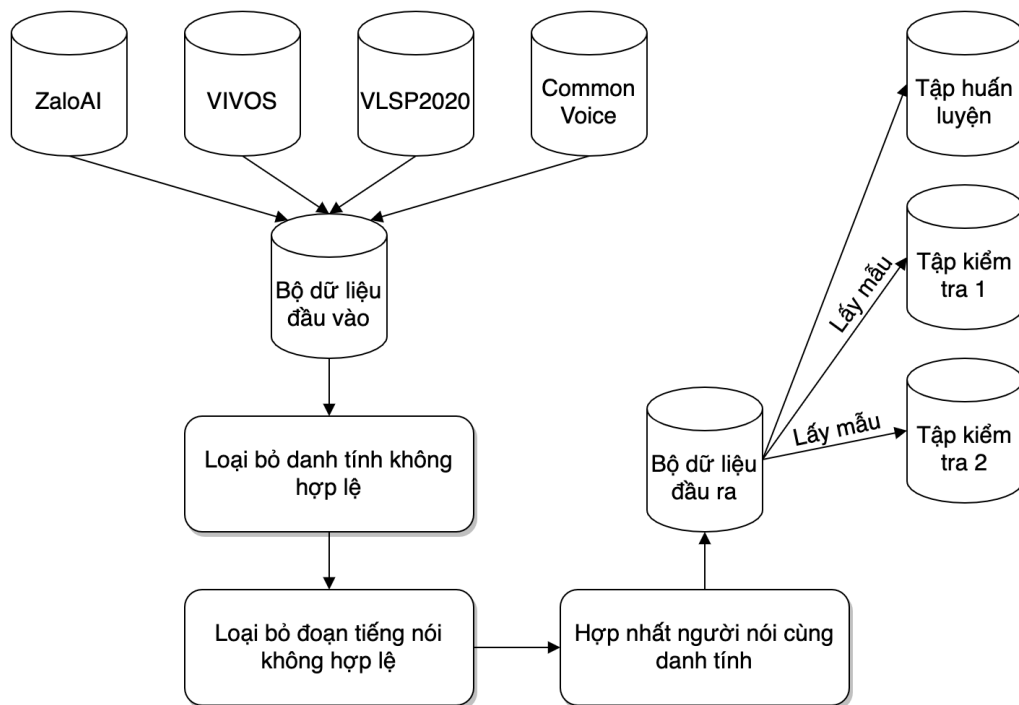 ZaloAI
VIVOS
VLSP2020
Common
Voice
Bộ dữ liệu
đầu vào
Loại bỏ danh tính không
hợp lệ
Loại bỏ đoạn tiếng nói
không hợp lệ
Hợp nhất người nói cùng
danh tính
Bộ dữ liệu
đầu ra
Lấy mẫu
Lấy mẫu
Tập huấn
luyện
Tập kiểm
tra 1
Tập kiểm
tra 2